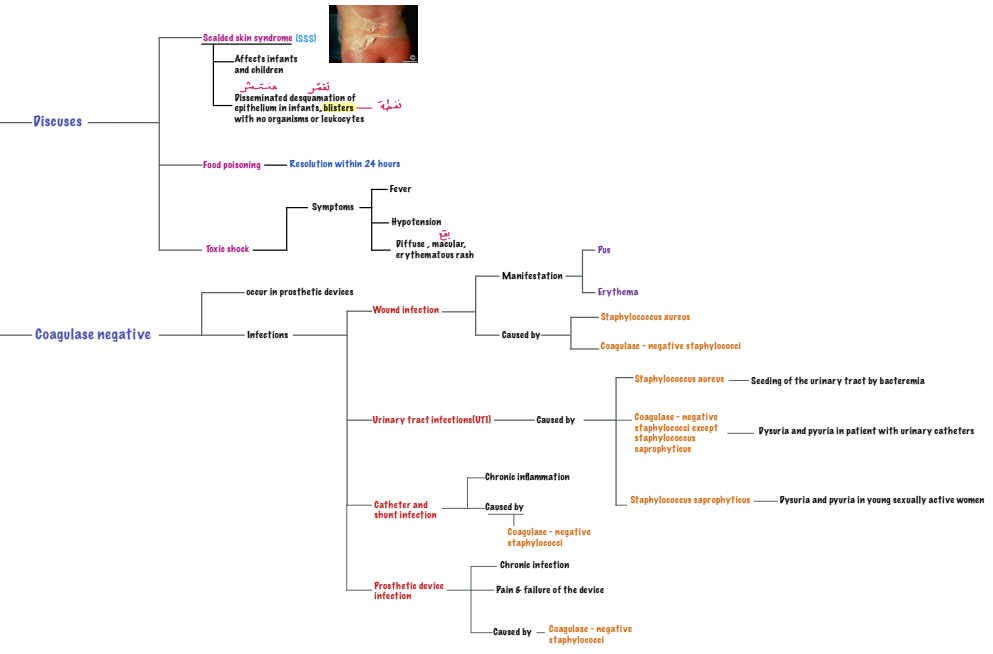 Scalded skin syndrome (SSS)
Affects infants
and children
منتشر
تقشر
Disseminated desquamation of
epithelium in infants, blisters
نفطة
with no organisms or leukocytes
Discuses
Food poisoning
Resolution within 24 hours
Toxic shock
Symptoms
Fever
Hypotension
بقع
Diffuse , macular,
erythematous rash
Coagulase negative
occur in prosthetic devices
Infections
Wound infection
Manifestation
Pus
Erythema
Caused by
Staphylococcus aureus
Coagulase - negative staphylococci
Urinary tract infections(UTI)
Caused by
Staphylococcus aureus
Seeding of the urinary tract by bacteremia
Coagulase - negative
staphylococci except
staphylococcus
saprophyticus
Dysuria and pyuria in patient with urinary catheters
Staphylococcus saprophyticus
Dysuria and pyuria in young sexually active women
Catheter and
shunt infection
Chronic inflammation
Caused by
Coagulase - negative
staphylococci
Prosthetic device
infection
Chronic infection
Pain & failure of the device
Caused by
Coagulase - negative
staphylococci